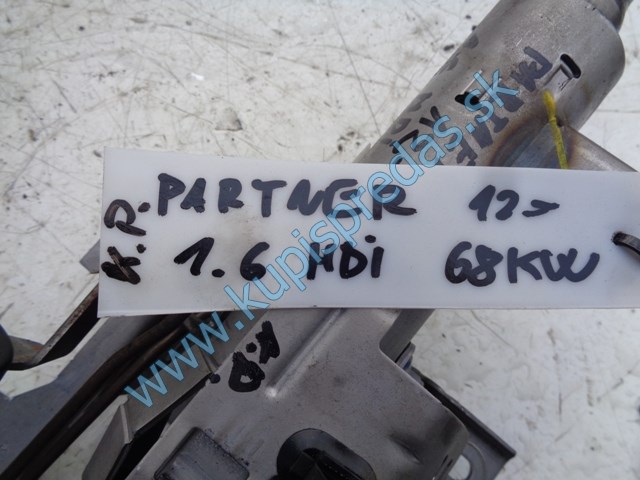 PARTNER 12>
1.6 HDi 68KW
K.P.
www.kupispredas.sk